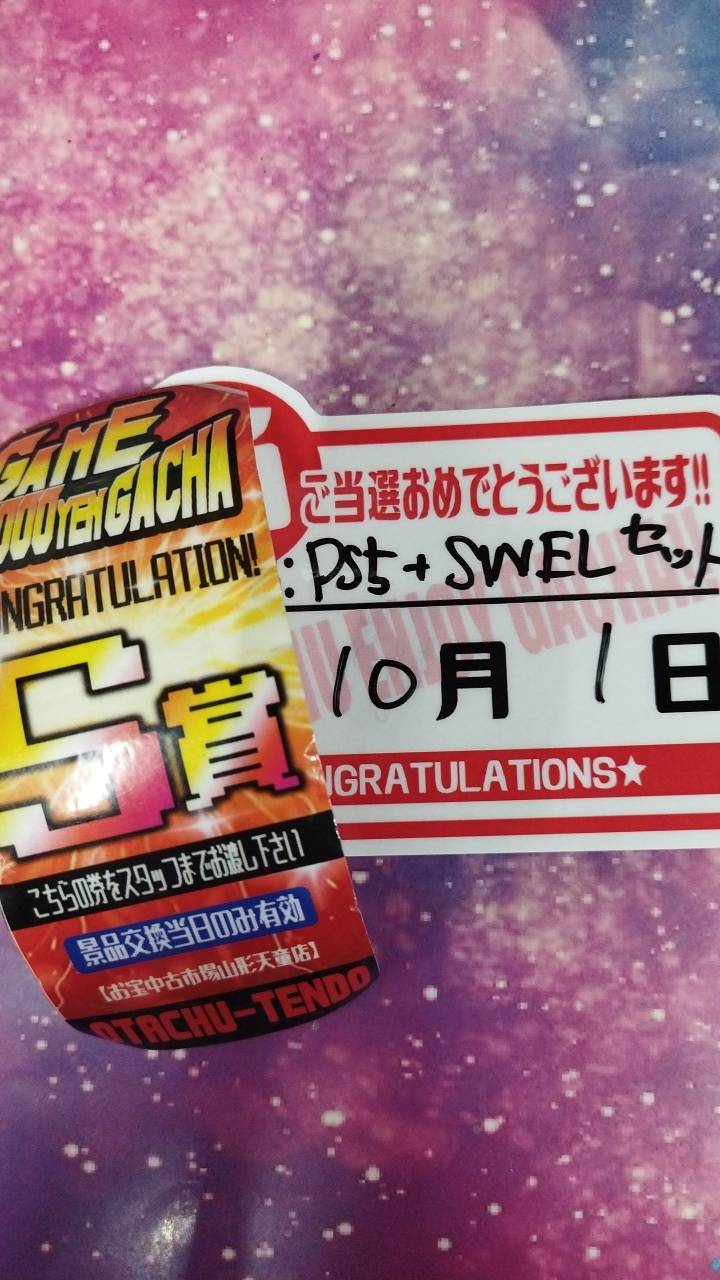 GAME
000YEN GACHA
ONGRATULATION!
S賞
こちらの券をスタッフまでお渡し下さい
景品交換当日のみ有効
【お宝中古市場山形天童店】
OTACHU-TENDO
ご当選おめでとうございます!!
:PS5+SWELセット
ENJOY GACHA
10月 1日
NGRATULATIONS★